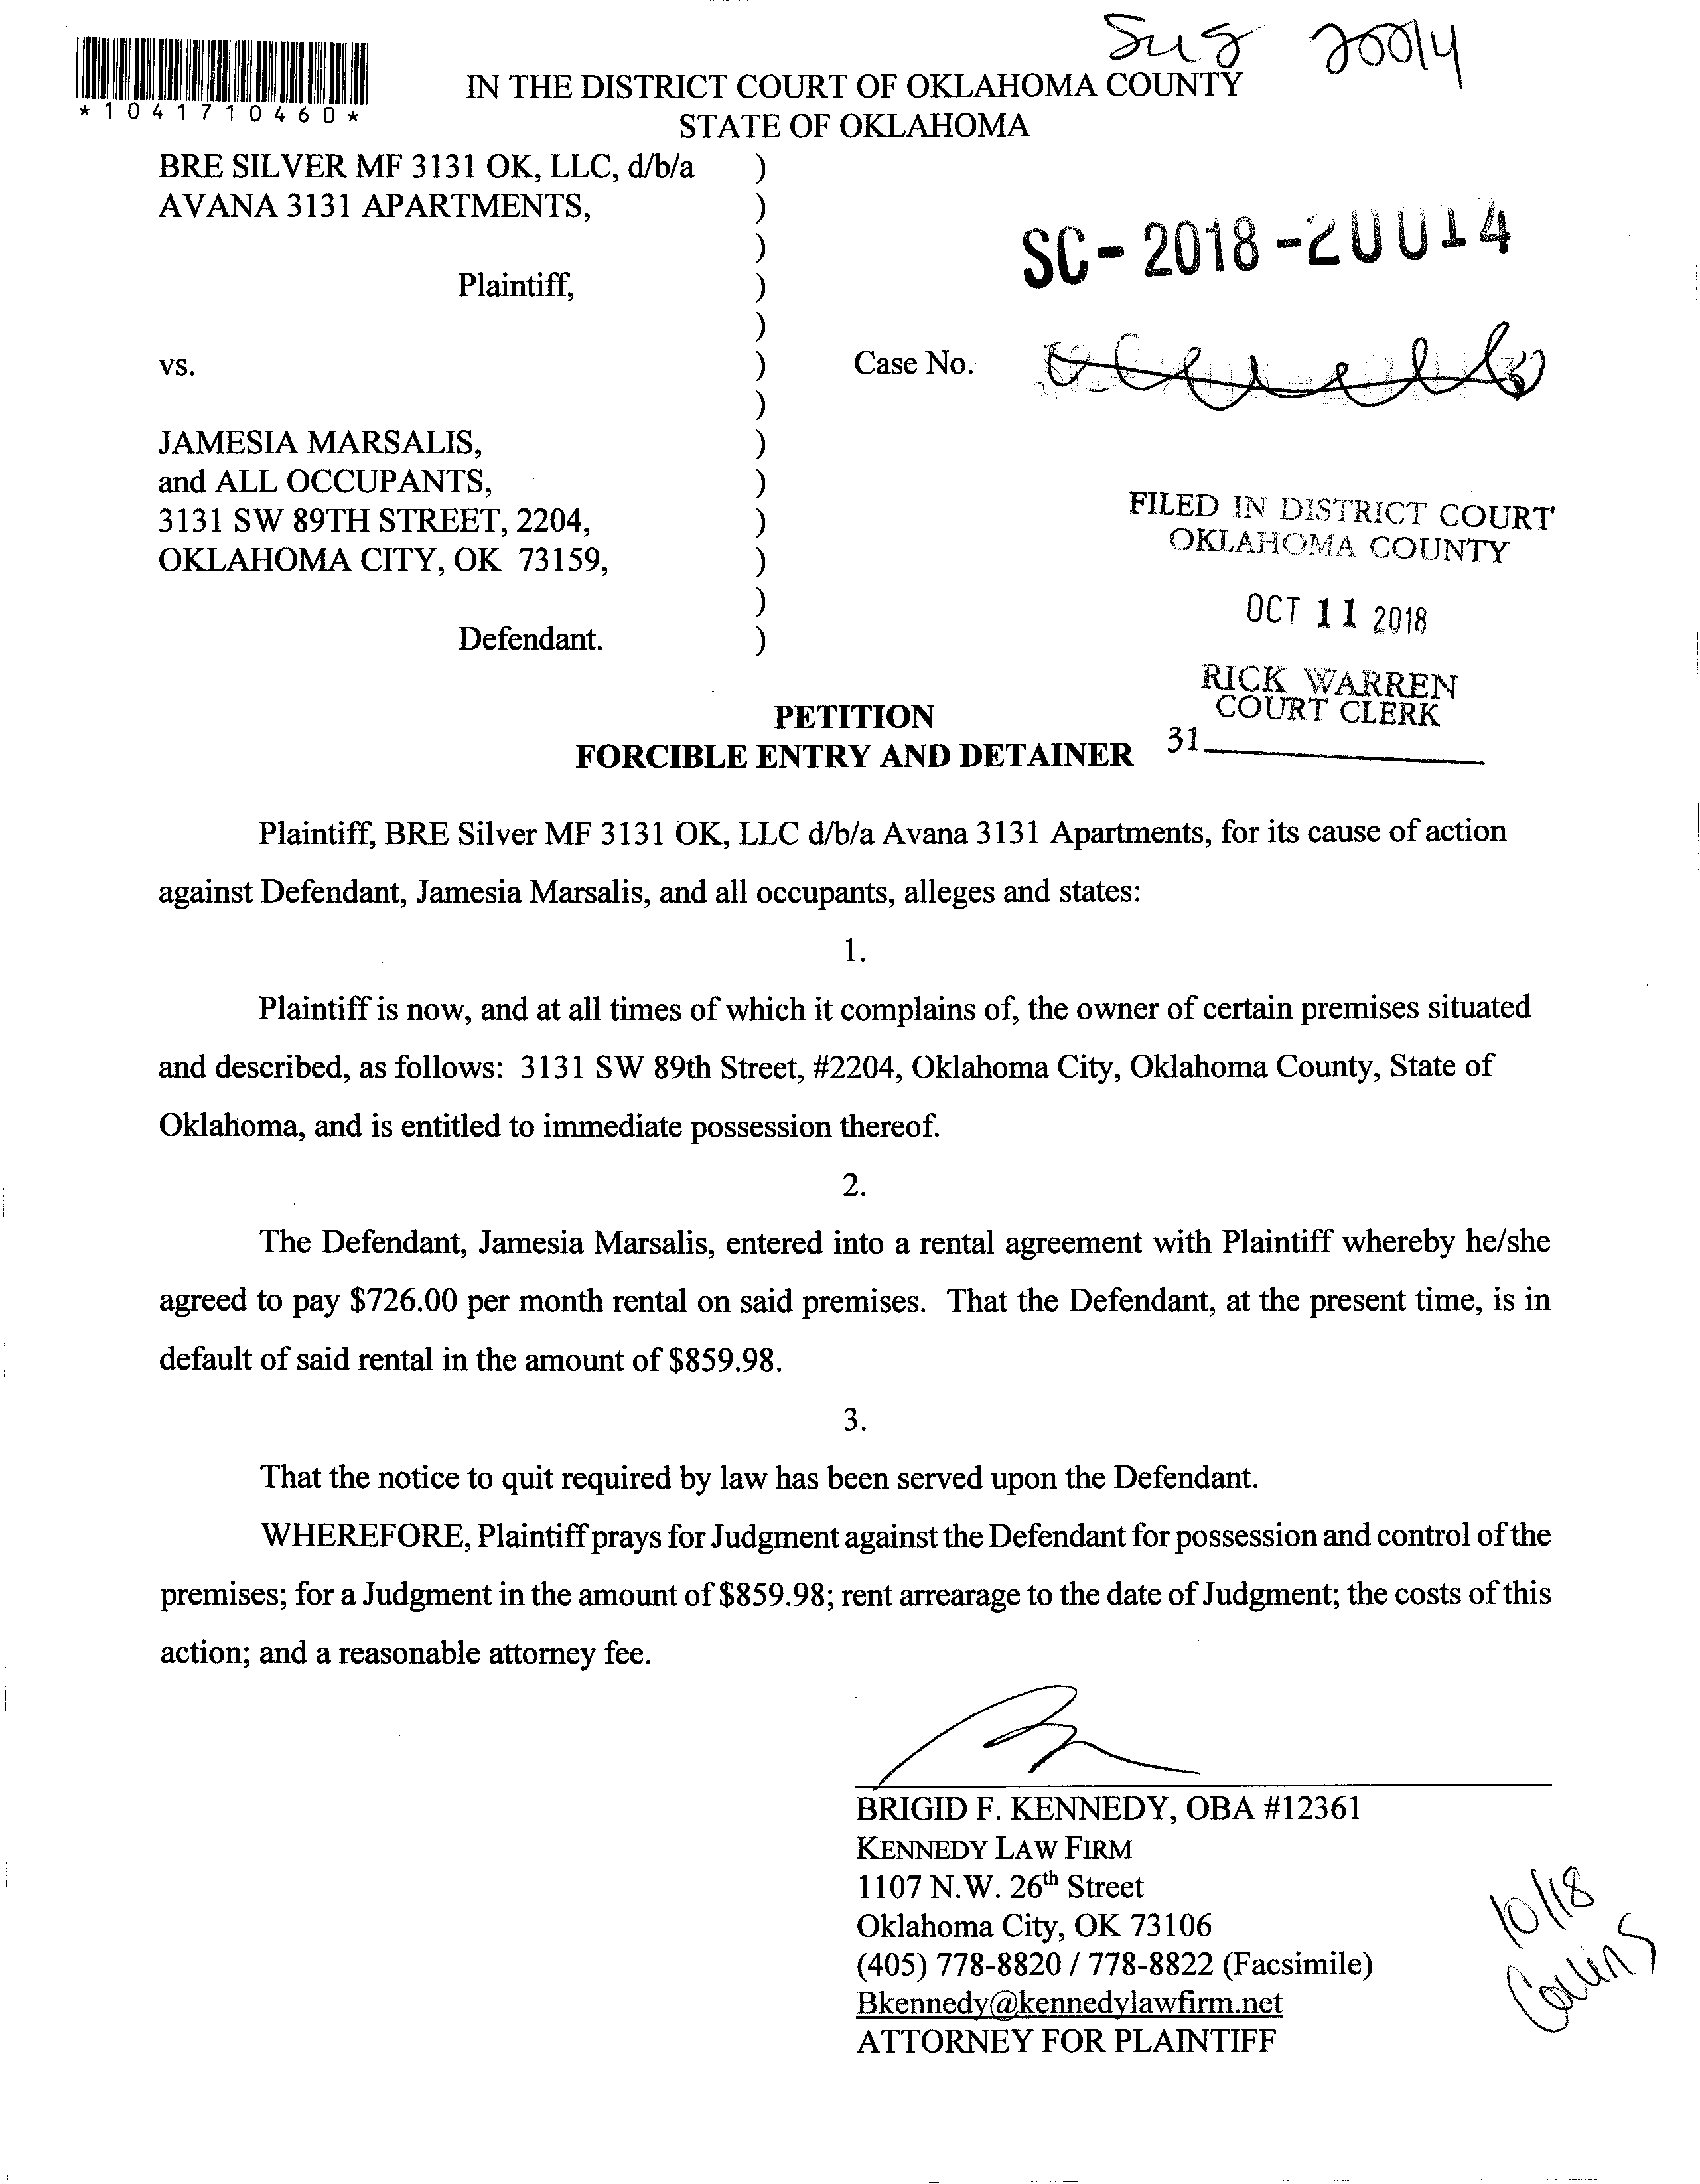 20014
*1041710460*
IN THE DISTRICT COURT OF OKLAHOMA COUNTY
STATE OF OKLAHOMA
BRE SILVER MF 3131 OK, LLC, d/b/a )
AVANA 3131 APARTMENTS, )
)
SC-2018-20014
Plaintiff, )
)
vs. ) Case No.
)
JAMESIA MARSALIS, )
and ALL OCCUPANTS, )
3131 SW 89TH STREET, 2204, )
OKLAHOMA CITY, OK 73159, )
)
Defendant. )
FILED IN DISTRICT COURT
OKLAHOMA COUNTY
OCT 11 2018
RICK WARREN
COURT CLERK
31
PETITION
FORCIBLE ENTRY AND DETAINER
Plaintiff, BRE Silver MF 3131 OK, LLC d/b/a Avana 3131 Apartments, for its cause of action
against Defendant, Jamesia Marsalis, and all occupants, alleges and states:
1.
Plaintiff is now, and at all times of which it complains of, the owner of certain premises situated
and described, as follows: 3131 SW 89th Street, #2204, Oklahoma City, Oklahoma County, State of
Oklahoma, and is entitled to immediate possession thereof.
2.
The Defendant, Jamesia Marsalis, entered into a rental agreement with Plaintiff whereby he/she
agreed to pay $726.00 per month rental on said premises. That the Defendant, at the present time, is in
default of said rental in the amount of $859.98.
3.
That the notice to quit required by law has been served upon the Defendant.
WHEREFORE, Plaintiff prays for Judgment against the Defendant for possession and control of the
premises; for a Judgment in the amount of $859.98; rent arrearage to the date of Judgment; the costs of this
action; and a reasonable attorney fee.
BRIGID F. KENNEDY, OBA #12361
KENNEDY LAW FIRM
1107 N.W. 26th Street
Oklahoma City, OK 73106
(405) 778-8820 / 778-8822 (Facsimile)
Bkennedy@kennedylawfirm.net
ATTORNEY FOR PLAINTIFF
10/18
Collins